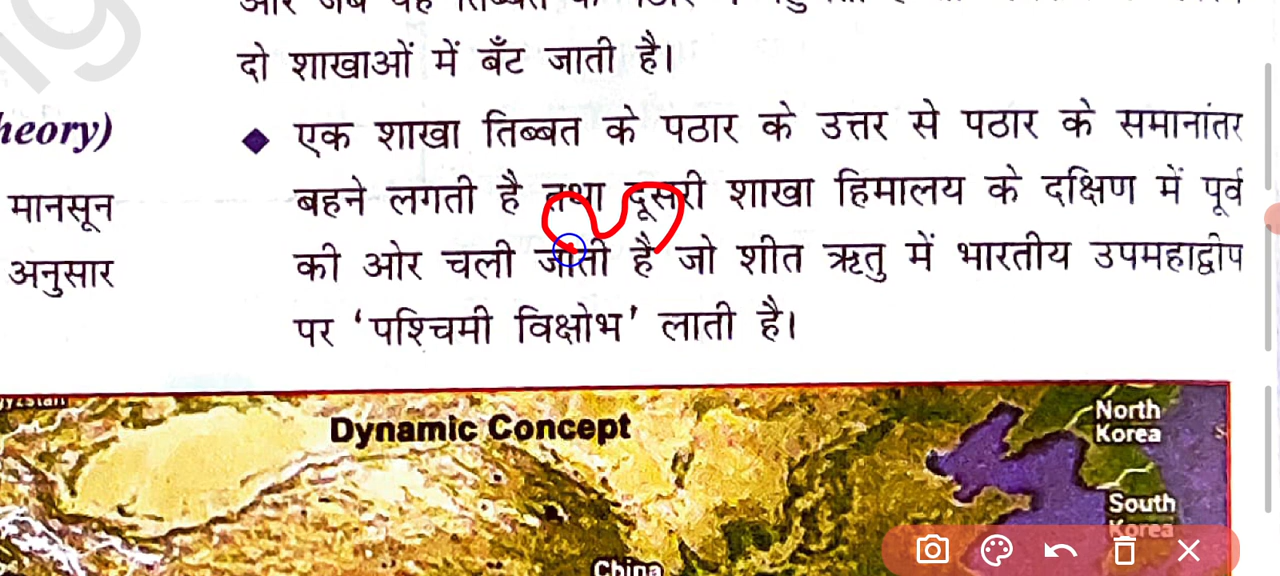 दो शाखाओं में बँट जाती है।
heory)
◆ एक शाखा तिब्बत के पठार के उत्तर से पठार के समानांतर
मानसून
बहने लगती है तथा दूसरी शाखा हिमालय के दक्षिण में पूर्व
अनुसार
की ओर चली जाती है जो शीत ऋतु में भारतीय उपमहाद्वीप
पर 'पश्चिमी विक्षोभ' लाती है।
Dynamic Concept
North
Korea
South
Korea
China